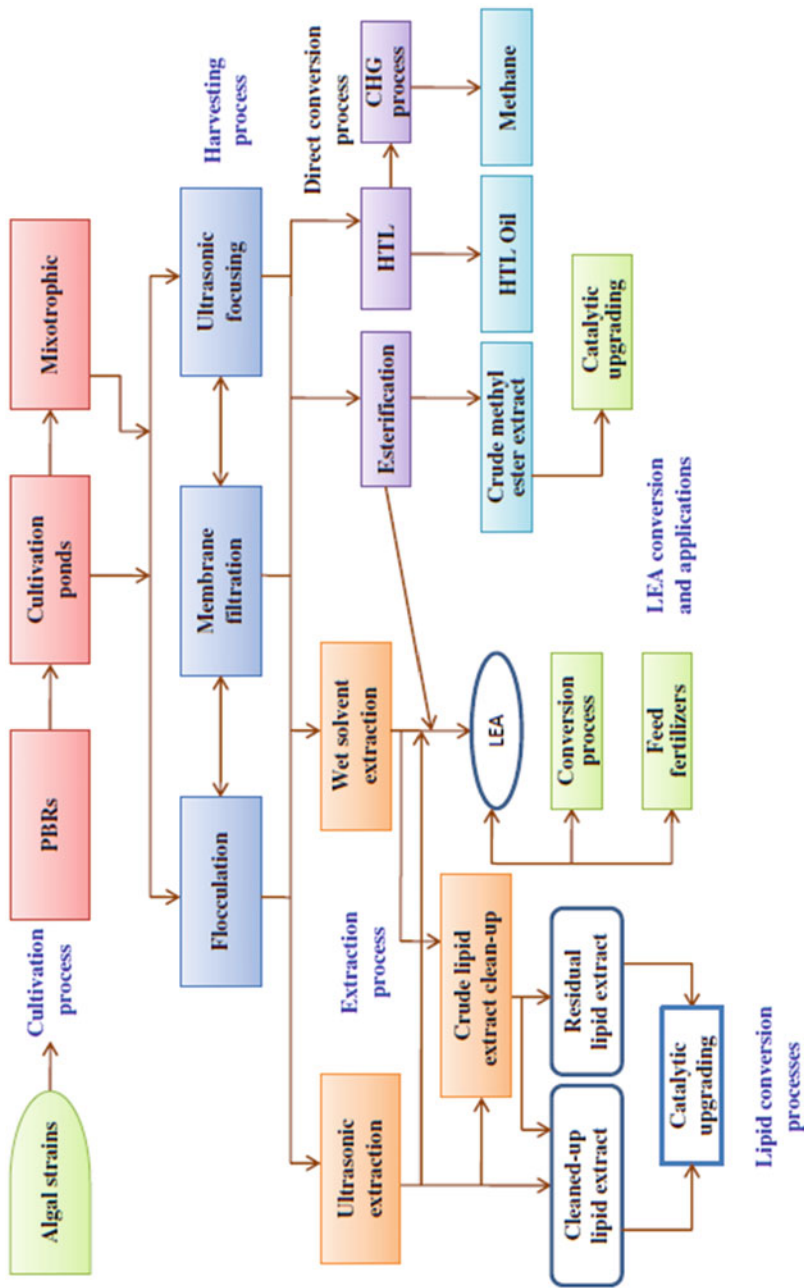 Algal strains
Cultivation
process
PBRs
Cultivation
ponds
Mixotrophic
Flocculation
Membrane
filtration
Ultrasonic
focusing
Harvesting
process
Ultrasonic
extraction
Extraction
process
Wet solvent
extraction
Esterification
HTL
CHG
process
Direct conversion
process
Crude lipid
extract clean-up
LEA
Crude methyl
ester extract
HTL Oil
Methane
Cleaned-up
lipid extract
Residual
lipid extract
Conversion
process
Catalytic
upgrading
Catalytic
upgrading
Feed
fertilizers
LEA conversion
and applications
Lipid conversion
processes